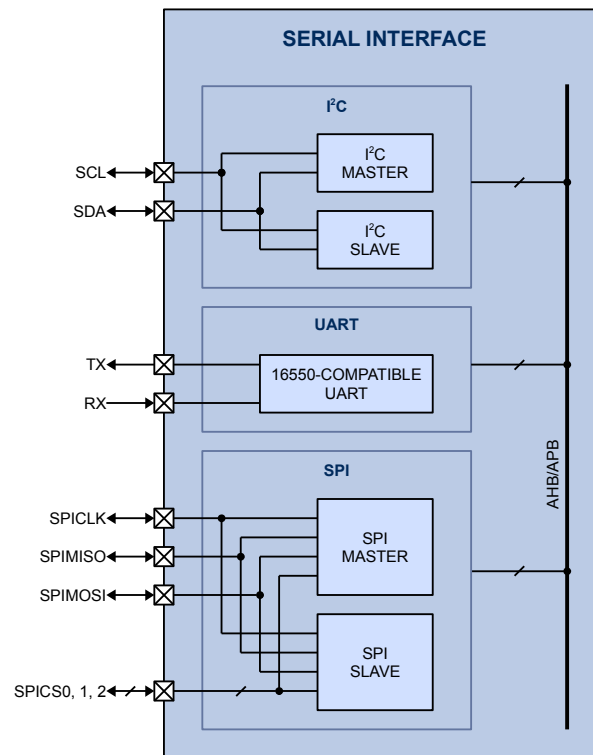 SERIAL INTERFACE
I²C
SCL
I²C
MASTER
SDA
I²C
SLAVE
UART
TX
16550-COMPATIBLE
UART
RX
AHB/APB
SPI
SPICLK
SPI
MASTER
SPIMISO
SPIMOSI
SPI
SLAVE
SPICS0, 1, 2